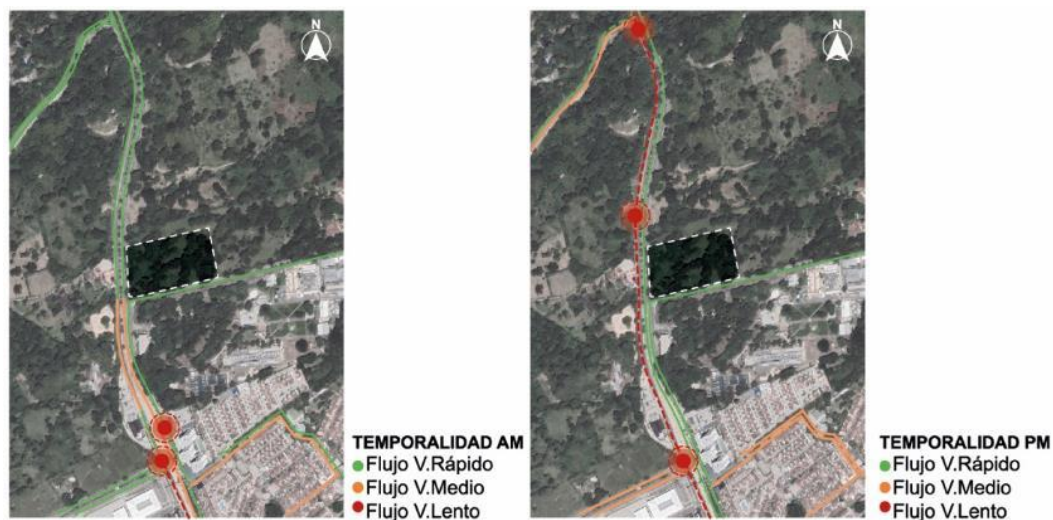 N
TEMPORALIDAD AM
Flujo V.Rápido
Flujo V.Medio
Flujo V.Lento
N
TEMPORALIDAD PM
Flujo V.Rápido
Flujo V.Medio
Flujo V.Lento